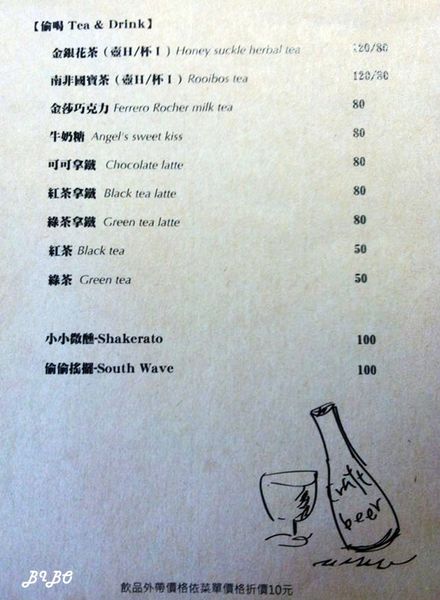 【偷喝 Tea & Drink】
金銀花茶（壺H/杯I）Honey suckle herbal tea 120/80
南非國寶茶（壺H/杯I）Rooibos tea 120/80
金莎巧克力 Ferrero Rocher milk tea 80
牛奶糖 Angel's sweet kiss 80
可可拿鐵 Chocolate latte 80
紅茶拿鐵 Black tea latte 80
綠茶拿鐵 Green tea latte 80
紅茶 Black tea 50
綠茶 Green tea 50
小小微醺-Shakerato 100
偷偷搖擺-South Wave 100
craft
beer
飲品外帶價格依菜單價格折價10元
BIBO